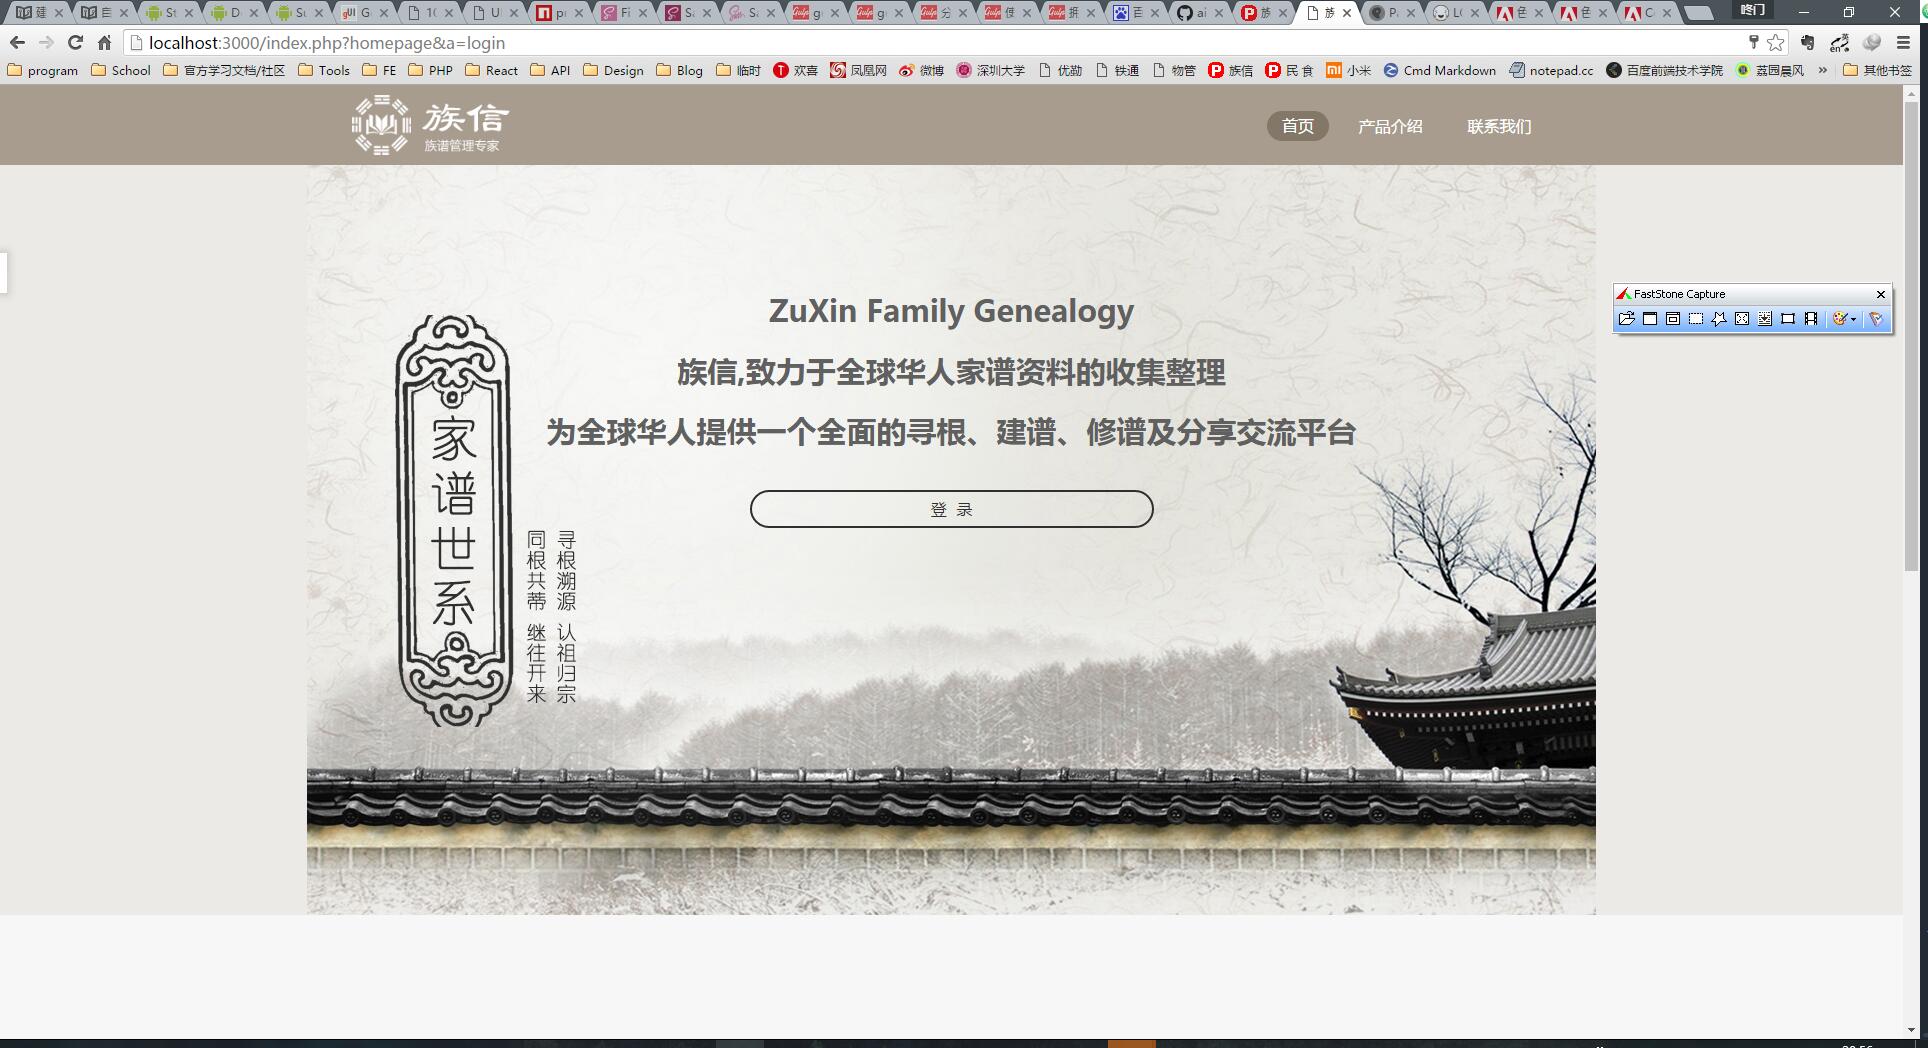 咚门
localhost:3000/index.php?homepage&a=login
program School 官方学习文档/社区 Tools FE PHP React API Design Blog 临时 欢喜 凤凰网 微博 深圳大学 优勤 铁通 物管 族信 民 食 小米 Cmd Markdown notepad.cc 百度前端技术学院 荔园晨风 » 其他书签
族信
族谱管理专家
首页 产品介绍 联系我们
FastStone Capture
ZuXin Family Genealogy
族信,致力于全球华人家谱资料的收集整理
为全球华人提供一个全面的寻根、建谱、修谱及分享交流平台
登 录
家谱世系
寻根溯源 认祖归宗
同根共蒂 继往开来